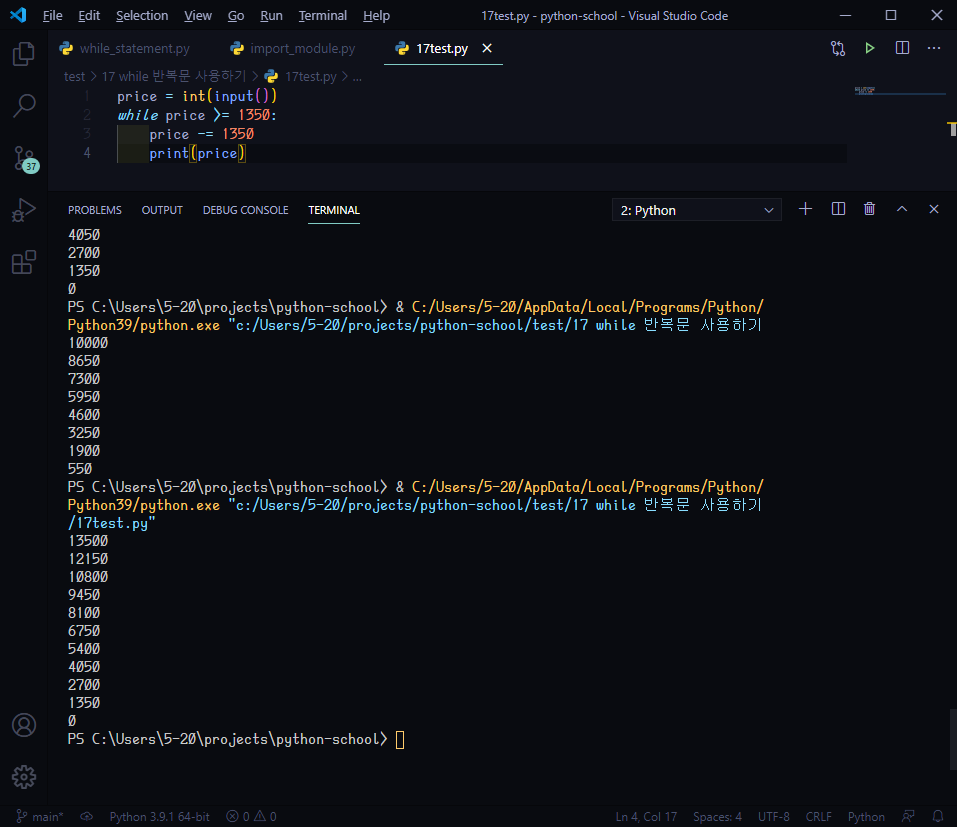 File Edit Selection View Go Run Terminal Help 17test.py - python-school - Visual Studio Code
while_statement.py import_module.py 17test.py
test > 17 while 반복문 사용하기 > 17test.py > ...
1 price = int(input())
2 while price >= 1350:
3 price -= 1350
4 print(price)
37
PROBLEMS OUTPUT DEBUG CONSOLE TERMINAL 2: Python
4050
2700
1350
0
PS C:\Users\5-20\projects\python-school> & C:/Users/5-20/AppData/Local/Programs/Python/
Python39/python.exe "c:/Users/5-20/projects/python-school/test/17 while 반복문 사용하기
10000
8650
7300
5950
4600
3250
1900
550
PS C:\Users\5-20\projects\python-school> & C:/Users/5-20/AppData/Local/Programs/Python/
Python39/python.exe "c:/Users/5-20/projects/python-school/test/17 while 반복문 사용하기
/17test.py"
13500
12150
10800
9450
8100
6750
5400
4050
2700
1350
0
PS C:\Users\5-20\projects\python-school>
main* Python 3.9.1 64-bit 0 0 Ln 4, Col 17 Spaces: 4 UTF-8 CRLF Python